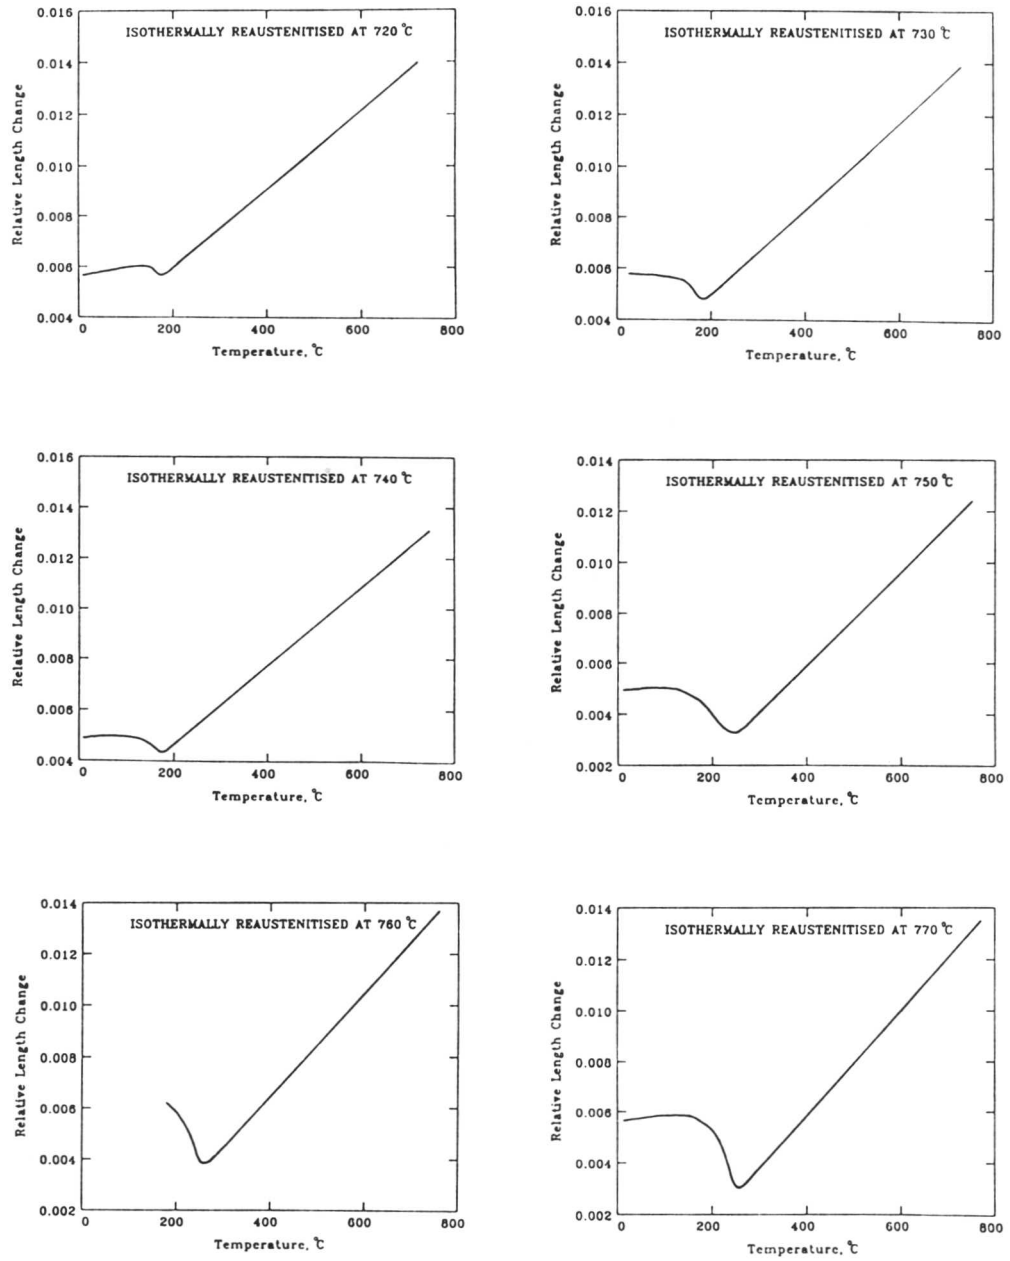 ISOTHERMALLY REAUSTENITISED AT 720 °C
Relative Length Change
0.016
0.014
0.012
0.010
0.008
0.006
0.004
0 200 400 600 800
Temperature, °C
ISOTHERMALLY REAUSTENITISED AT 730 °C
Relative Length Change
0.016
0.014
0.012
0.010
0.008
0.006
0.004
0 200 400 600 800
Temperature, °C
ISOTHERMALLY REAUSTENITISED AT 740 °C
Relative Length Change
0.016
0.014
0.012
0.010
0.008
0.006
0.004
0 200 400 600 800
Temperature, °C
ISOTHERMALLY REAUSTENITISED AT 750 °C
Relative Length Change
0.014
0.012
0.010
0.008
0.006
0.004
0.002
0 200 400 600 800
Temperature, °C
ISOTHERMALLY REAUSTENITISED AT 760 °C
Relative Length Change
0.014
0.012
0.010
0.008
0.006
0.004
0.002
0 200 400 600 800
Temperature, °C
ISOTHERMALLY REAUSTENITISED AT 770 °C
Relative Length Change
0.014
0.012
0.010
0.008
0.006
0.004
0.002
0 200 400 600 800
Temperature, °C